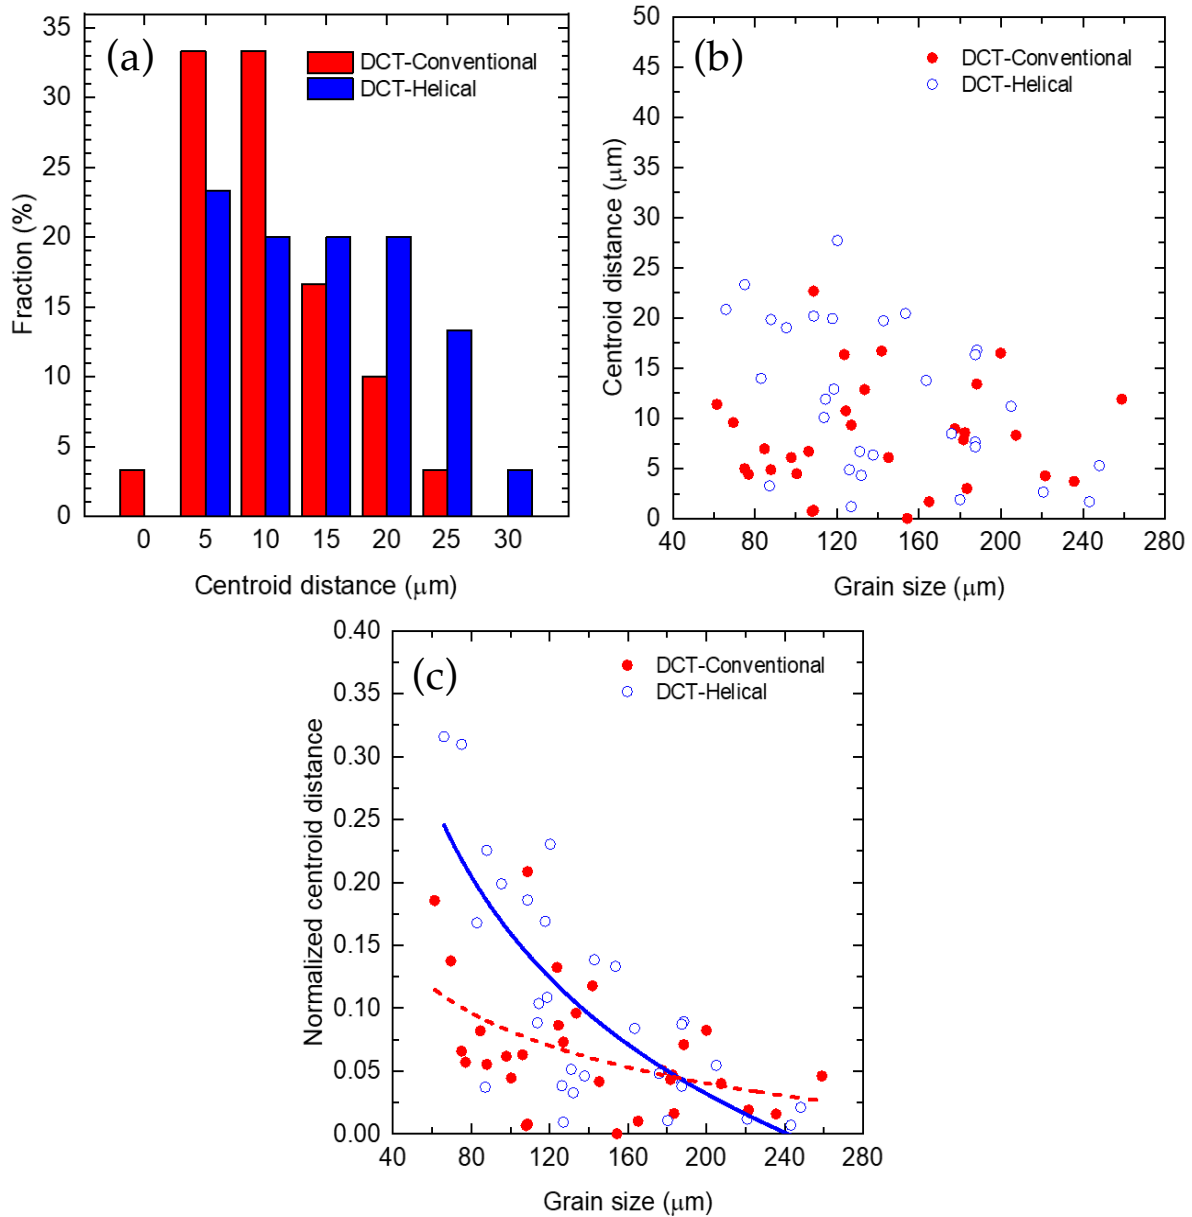 (a)
DCT-Conventional
DCT-Helical
35
30
25
20
15
10
5
0
Fraction (%)
0 5 10 15 20 25 30
Centroid distance (μm)
(b)
DCT-Conventional
DCT-Helical
50
45
40
35
30
25
20
15
10
5
0
Centroid distance (μm)
40 80 120 160 200 240 280
Grain size (μm)
(c)
DCT-Conventional
DCT-Helical
0.40
0.35
0.30
0.25
0.20
0.15
0.10
0.05
0.00
Normalized centroid distance
40 80 120 160 200 240 280
Grain size (μm)